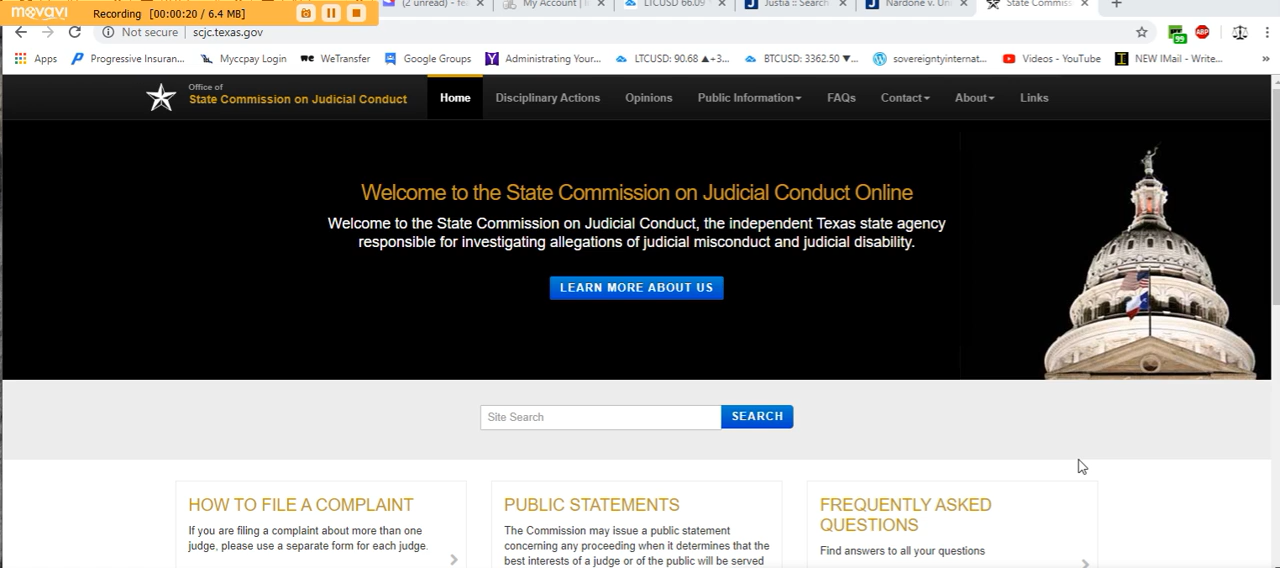 movavi Recording [00:00:20 / 6.4 MB]
(2 unread) - My Account LTCUSD 66.09 Justia :: Search Nardone v. Un State Commiss
Not secure scjc.texas.gov
Apps Progressive Insuran... Myccpay Login WeTransfer Google Groups Administrating Your... LTCUSD: 90.68 ▲+3... BTCUSD: 3362.50 ▼... sovereigntyinternat... Videos - YouTube NEW IMail - Write... »
Office of
State Commission on Judicial Conduct Home Disciplinary Actions Opinions Public Information FAQs Contact About Links
Welcome to the State Commission on Judicial Conduct Online
Welcome to the State Commission on Judicial Conduct, the independent Texas state agency
responsible for investigating allegations of judicial misconduct and judicial disability.
LEARN MORE ABOUT US
Site Search SEARCH
HOW TO FILE A COMPLAINT
If you are filing a complaint about more than one
judge, please use a separate form for each judge.
PUBLIC STATEMENTS
The Commission may issue a public statement
concerning any proceeding when it determines that the
best interests of a judge or of the public will be served
FREQUENTLY ASKED
QUESTIONS
Find answers to all your questions